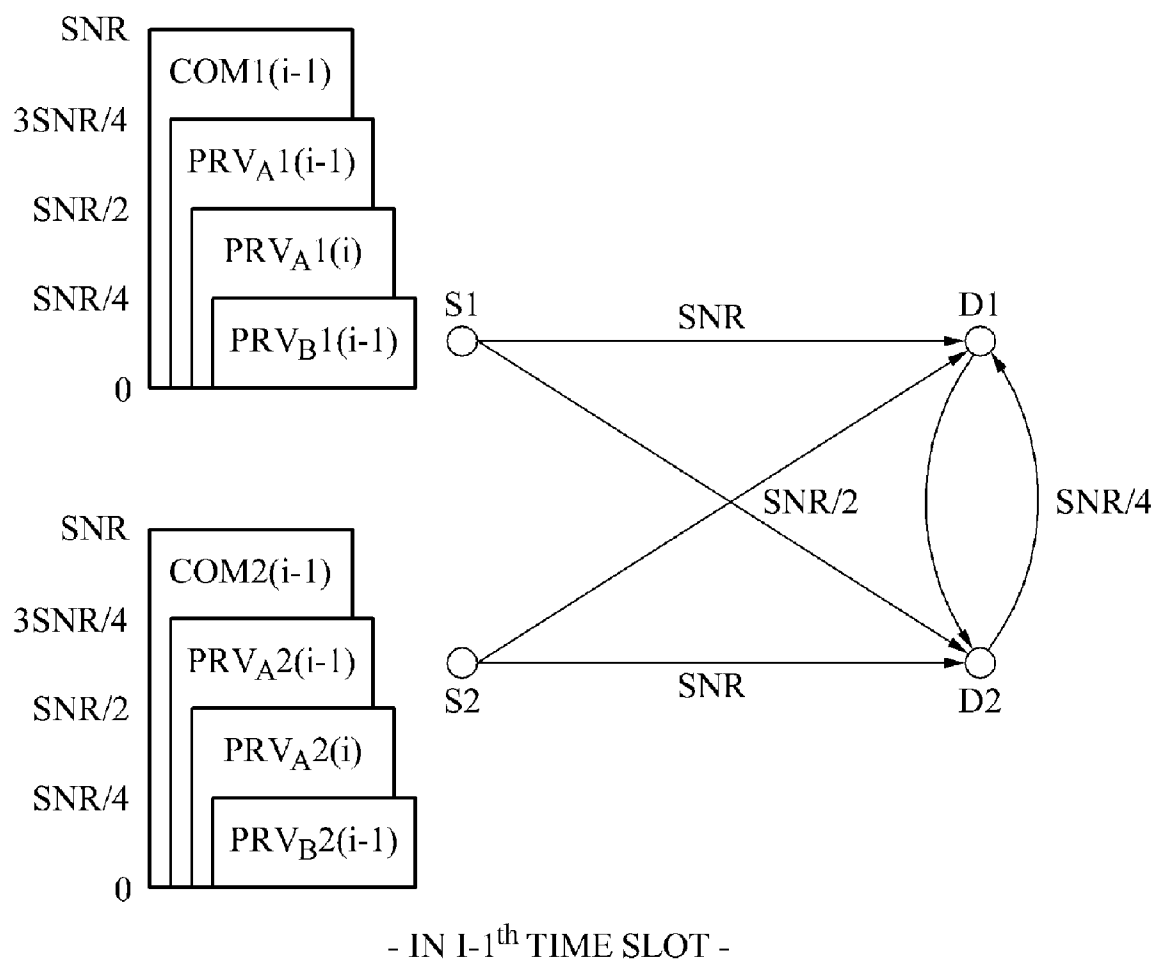 SNR
COM1(i-1)
3SNR/4
PRVA1(i-1)
SNR/2
PRVA1(i)
SNR/4
PRVB1(i-1)
0
S1
SNR
D1
SNR/2
SNR/4
SNR
COM2(i-1)
3SNR/4
PRVA2(i-1)
SNR/2
PRVA2(i)
SNR/4
PRVB2(i-1)
0
S2
SNR
D2
- IN I-1th TIME SLOT -